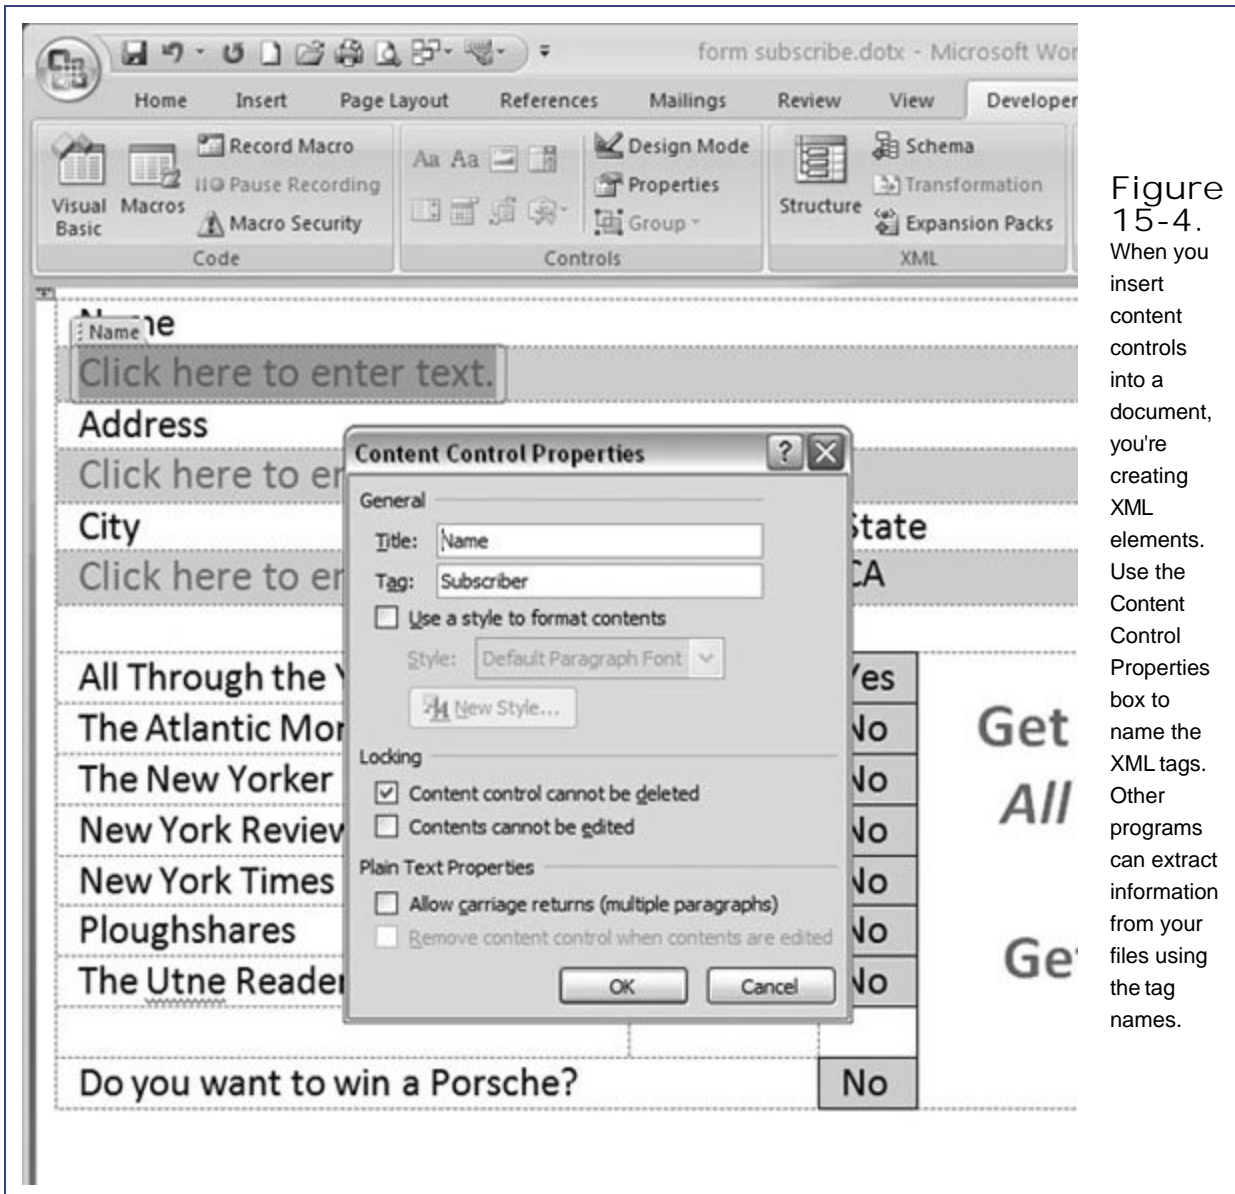 form subscribe.dotx - Microsoft Wor
Home Insert Page Layout References Mailings Review View Developer
Visual Basic
Macros
Record Macro
Pause Recording
Macro Security
Code
Aa Aa
Design Mode
Properties
Group
Controls
Structure
Schema
Transformation
Expansion Packs
XML
Name
Click here to enter text.
Address
Click here to er
City
State
Click here to er
CA
Content Control Properties
General
Title: Name
Tag: Subscriber
Use a style to format contents
Style: Default Paragraph Font
New Style...
Locking
Content control cannot be deleted
Contents cannot be edited
Plain Text Properties
Allow carriage returns (multiple paragraphs)
Remove content control when contents are edited
OK Cancel
All Through the Y
Yes
The Atlantic Mor
No
The New Yorker
No
New York Review
No
New York Times
No
Ploughshares
No
The Utne Reader
No
Do you want to win a Porsche?
No
Get
All
Get
Figure
15-4.
When you
insert
content
controls
into a
document,
you're
creating
XML
elements.
Use the
Content
Control
Properties
box to
name the
XML tags.
Other
programs
can extract
information
from your
files using
the tag
names.